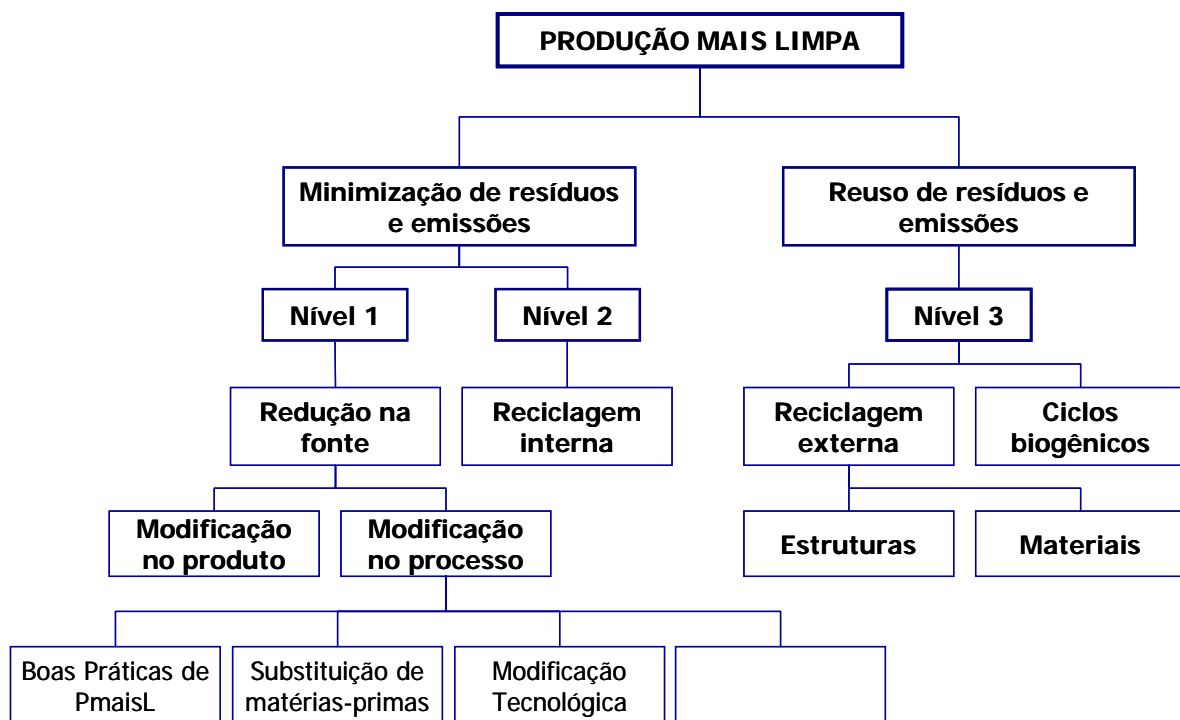 PRODUÇÃO MAIS LIMPA
Minimização de resíduos
e emissões
Reuso de resíduos e
emissões
Nível 1
Nível 2
Nível 3
Redução na
fonte
Reciclagem
interna
Reciclagem
externa
Ciclos
biogênicos
Modificação
no produto
Modificação
no processo
Estruturas
Materiais
Boas Práticas de
PmaisL
Substituição de
matérias-primas
Modificação
Tecnológica